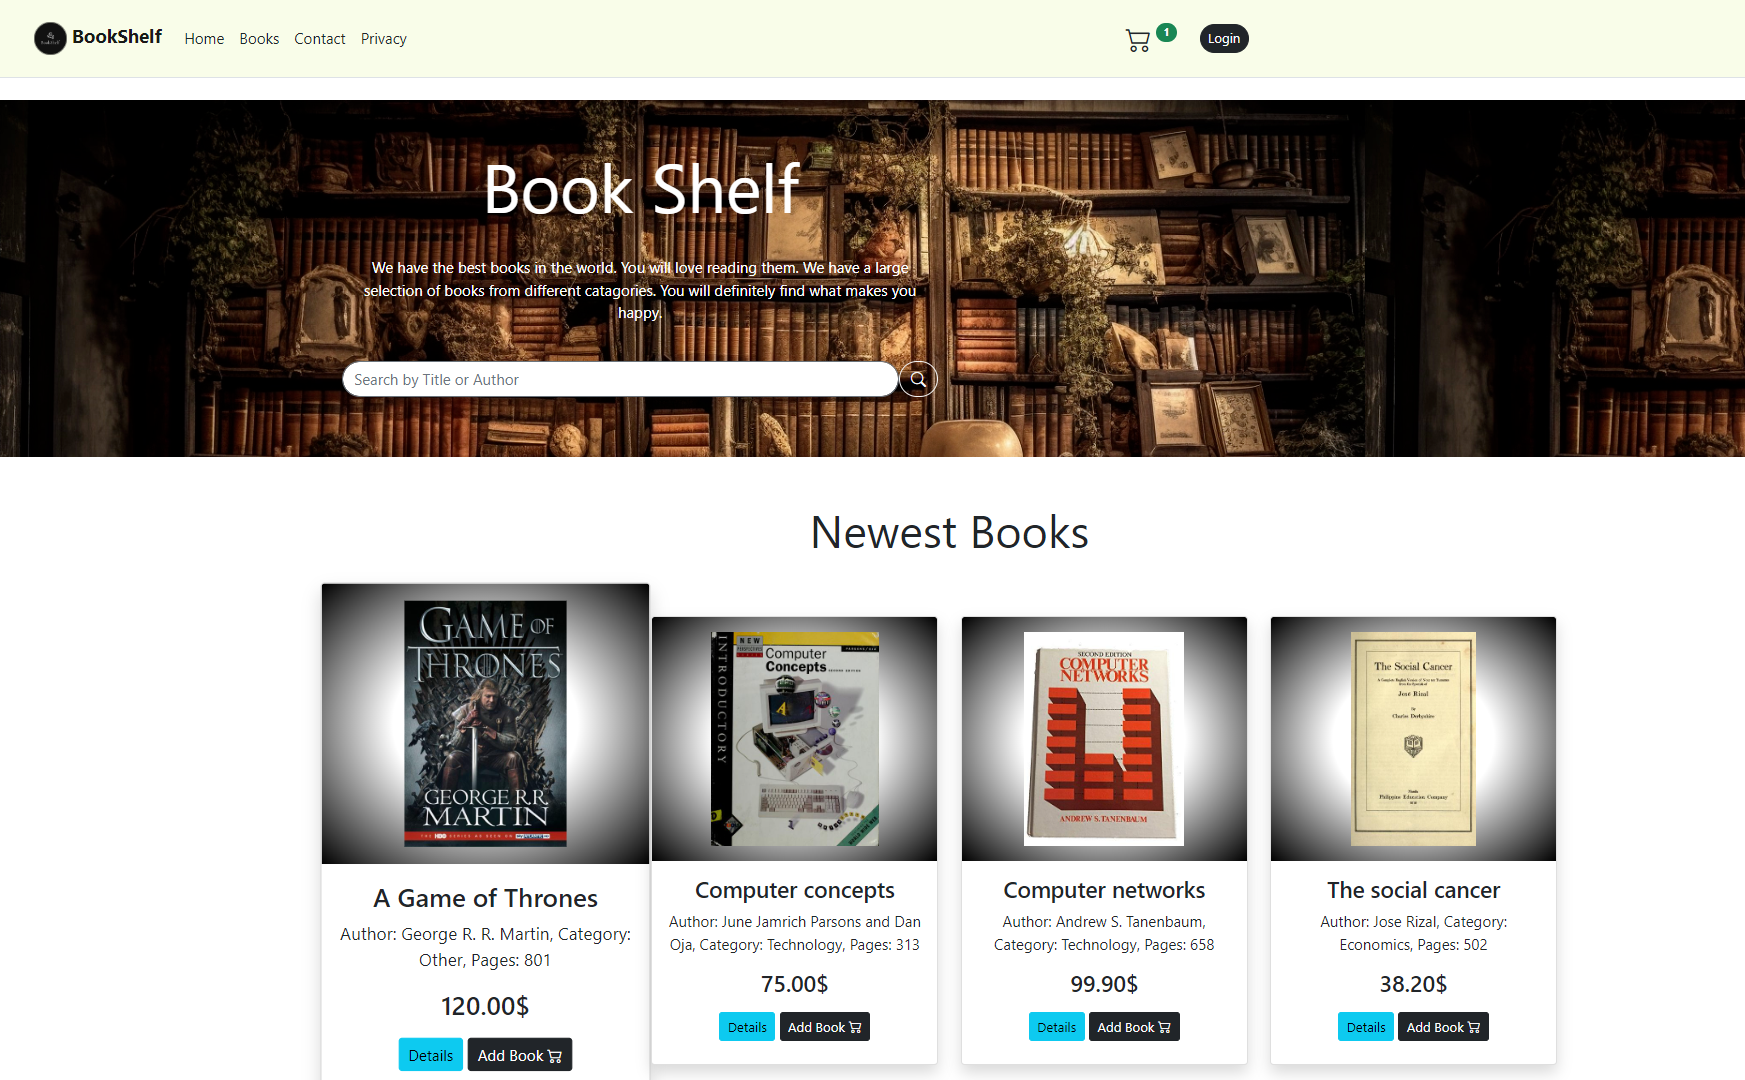 BookShelf
Home Books Contact Privacy
1
Login
Book Shelf
We have the best books in the world. You will love reading them. We have a large
selection of books from different catagories. You will definitely find what makes you
happy.
Search by Title or Author
Newest Books
GAME OF
THRONES
GEORGE R.R.
MARTIN
A Game of Thrones
Author: George R. R. Martin, Category:
Other, Pages: 801
120.00$
Details Add Book
NEW
INTRODUCTORY
Computer
Concepts
Computer concepts
Author: June Jamrich Parsons and Dan
Oja, Category: Technology, Pages: 313
75.00$
Details Add Book
SECOND EDITION
COMPUTER
NETWORKS
ANDREW S. TANENBAUM
Computer networks
Author: Andrew S. Tanenbaum,
Category: Technology, Pages: 658
99.90$
Details Add Book
The Social Cancer
José Rizal
by
Charles Derbyshire
Manila
Philippine Education Company
The social cancer
Author: Jose Rizal, Category:
Economics, Pages: 502
38.20$
Details Add Book